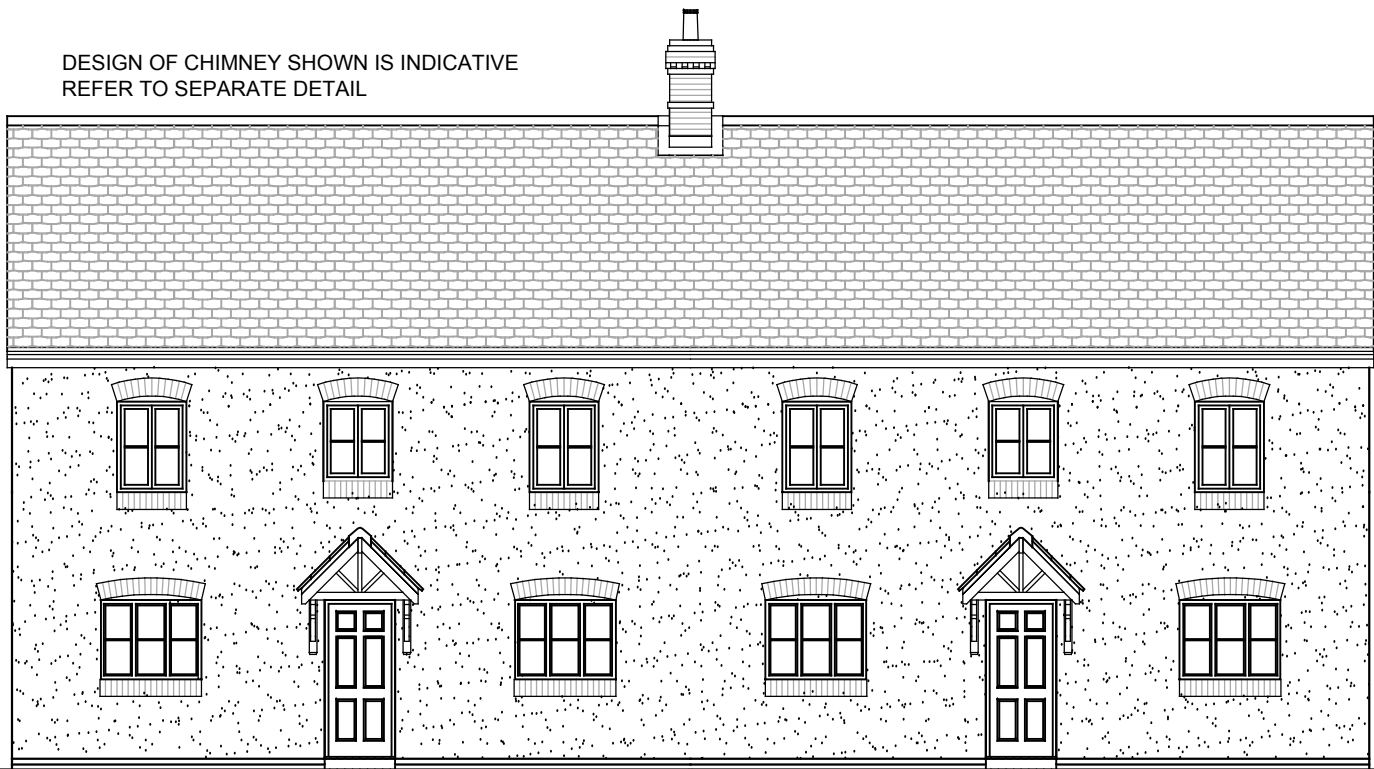 DESIGN OF CHIMNEY SHOWN IS INDICATIVE
REFER TO SEPARATE DETAIL